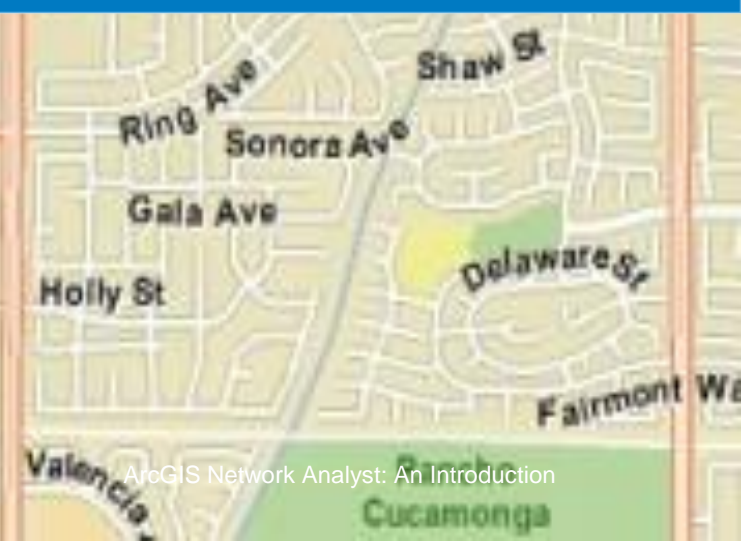 Shaw St
Ring Ave
Sonora Ave
Gala Ave
Delaware St
Holly St
Fairmont Wa
Valencia
ArcGIS Network Analyst: An Introduction
Rancho
Cucamonga